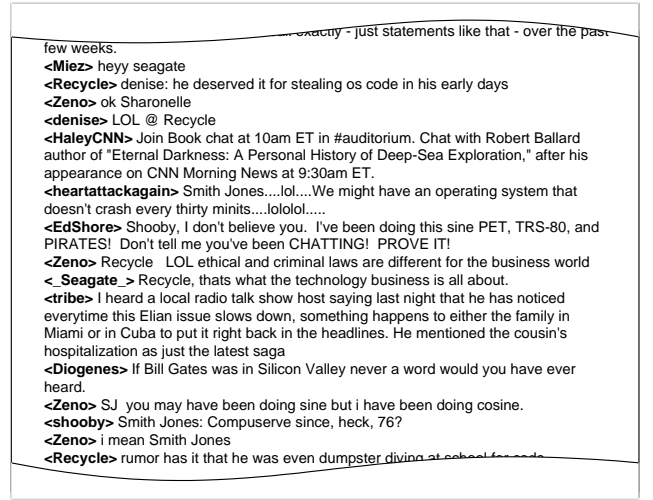 exactly - just statements like that - over the past
few weeks.
<Miez> heyy seagate
<Recycle> denise: he deserved it for stealing os code in his early days
<Zeno> ok Sharonelle
<denise> LOL @ Recycle
<HaleyCNN> Join Book chat at 10am ET in #auditorium. Chat with Robert Ballard
author of "Eternal Darkness: A Personal History of Deep-Sea Exploration," after his
appearance on CNN Morning News at 9:30am ET.
<heartattackagain> Smith Jones....lol....We might have an operating system that
doesn't crash every thirty minits....lololol.....
<EdShore> Shooby, I don't believe you.  I've been doing this sine PET, TRS-80, and
PIRATES!  Don't tell me you've been CHATTING!  PROVE IT!
<Zeno> Recycle   LOL ethical and criminal laws are different for the business world
<_Seagate_> Recycle, thats what the technology business is all about.
<tribe> I heard a local radio talk show host saying last night that he has noticed
everytime this Elian issue slows down, something happens to either the family in
Miami or in Cuba to put it right back in the headlines. He mentioned the cousin's
hospitalization as just the latest saga
<Diogenes> If Bill Gates was in Silicon Valley never a word would you have ever
heard.
<Zeno> SJ  you may have been doing sine but i have been doing cosine.
<shooby> Smith Jones: Compuserve since, heck, 76?
<Zeno> i mean Smith Jones
<Recycle> rumor has it that he was even dumpster diving at school for code